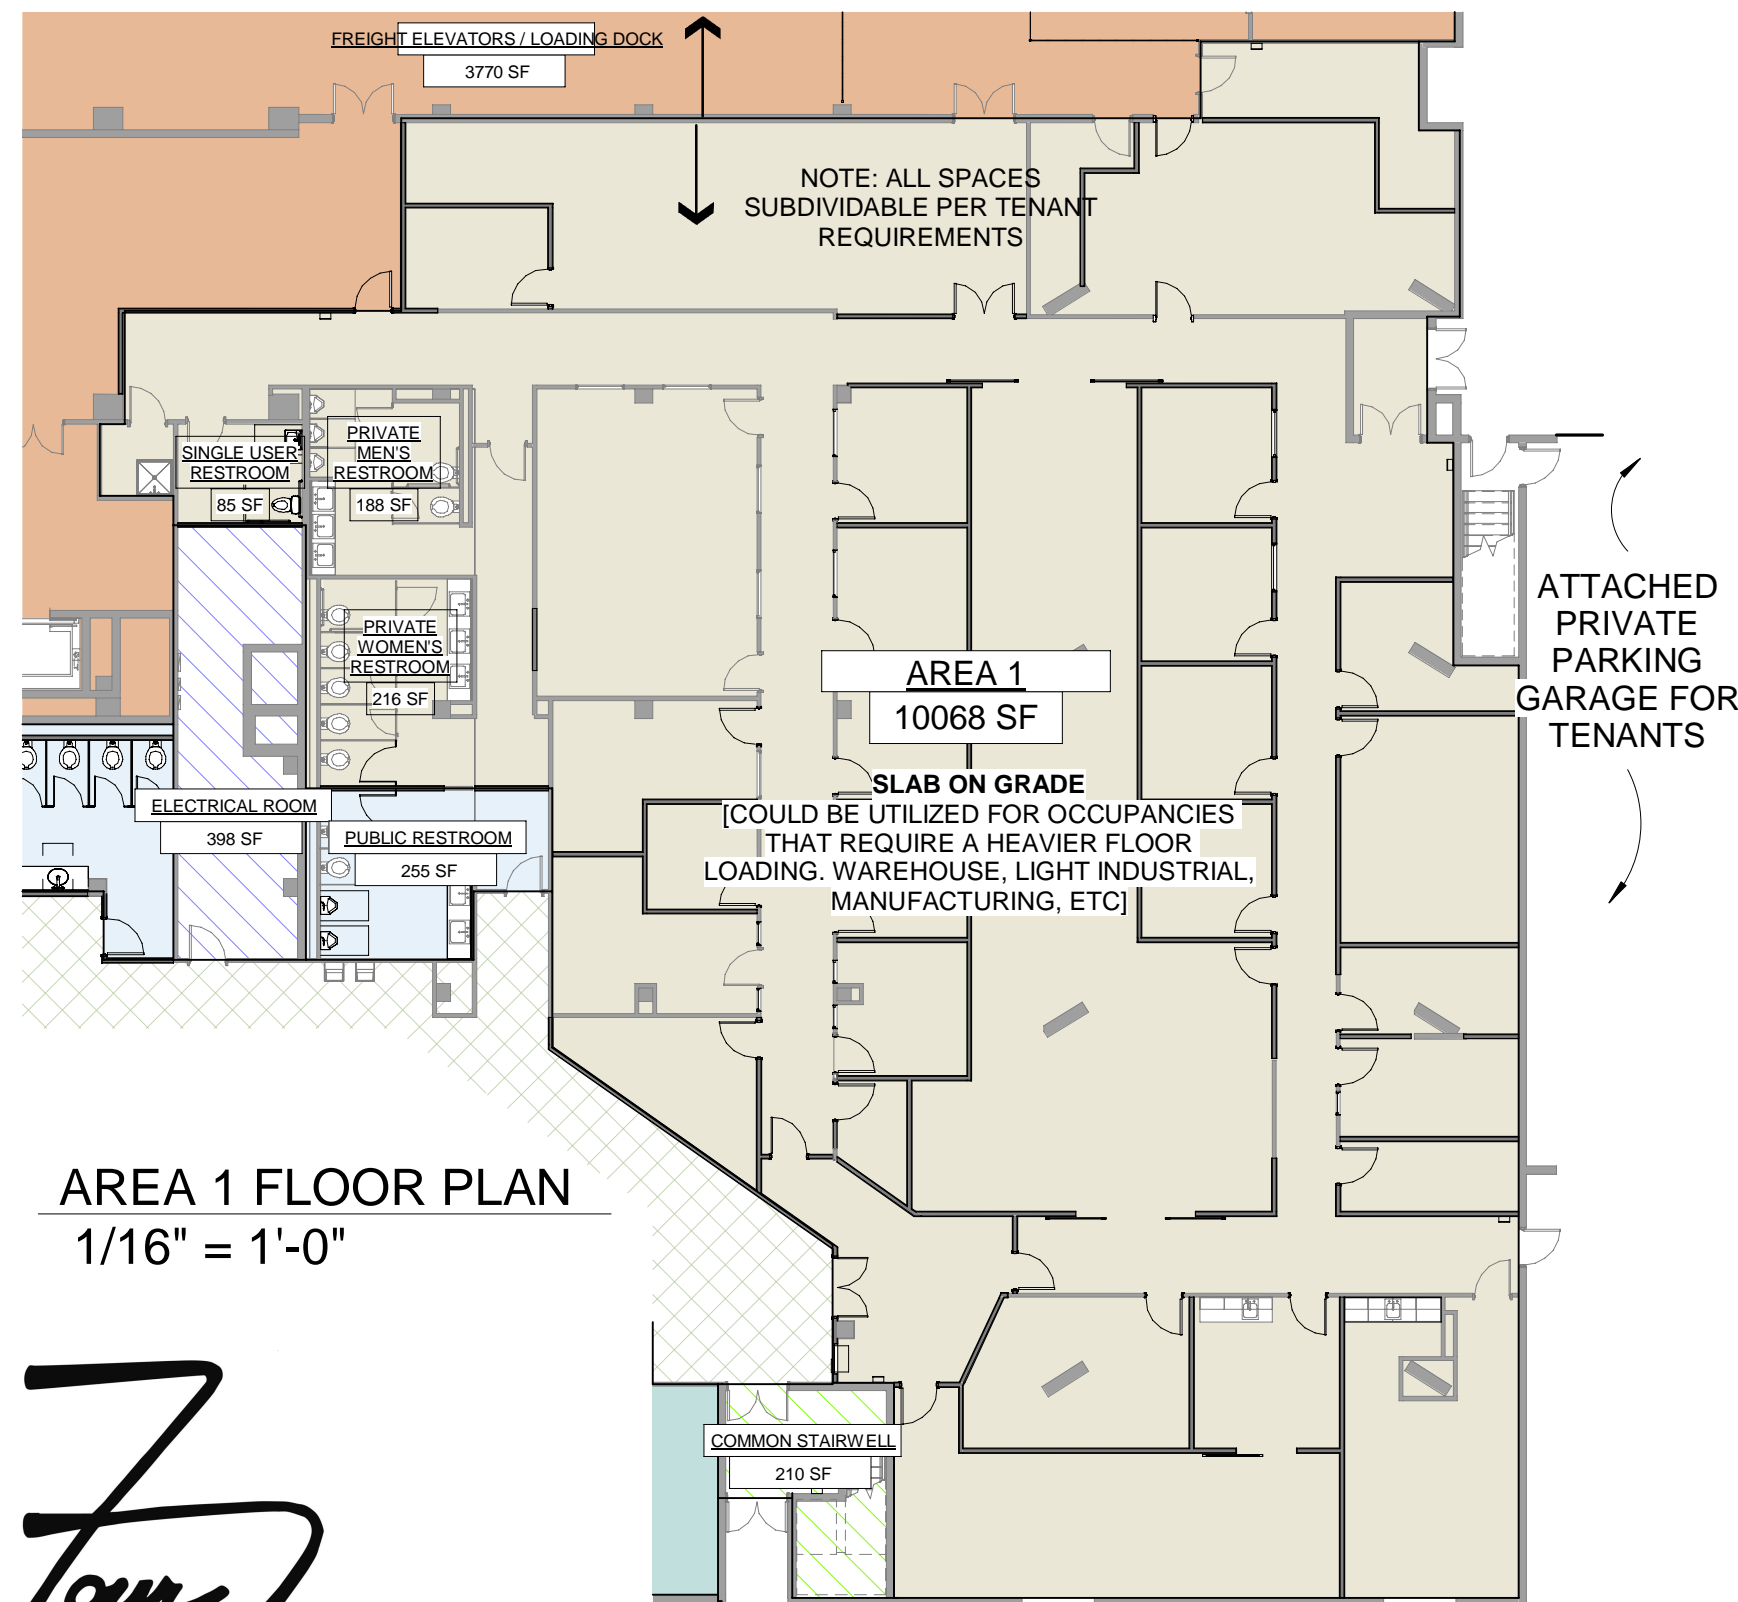 FREIGHT ELEVATORS / LOADING DOCK
3770 SF
NOTE: ALL SPACES
SUBDIVIDABLE PER TENANT
REQUIREMENTS
SINGLE USER
RESTROOM
85 SF
PRIVATE
MEN'S
RESTROOM
188 SF
PRIVATE
WOMEN'S
RESTROOM
216 SF
AREA 1
10068 SF
SLAB ON GRADE
[COULD BE UTILIZED FOR OCCUPANCIES
THAT REQUIRE A HEAVIER FLOOR
LOADING. WAREHOUSE, LIGHT INDUSTRIAL,
MANUFACTURING, ETC]
ATTACHED
PRIVATE
PARKING
GARAGE FOR
TENANTS
ELECTRICAL ROOM
398 SF
PUBLIC RESTROOM
255 SF
AREA 1 FLOOR PLAN
1/16" = 1'-0"
COMMON STAIRWELL
210 SF